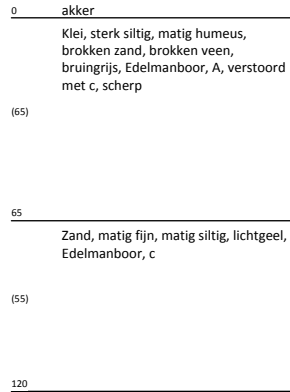 0 akker
Klei, sterk siltig, matig humeus,
brokken zand, brokken veen,
bruingrijs, Edelmanboor, A, verstoord
met c, scherp
(65)
65
Zand, matig fijn, matig siltig, lichtgeel,
Edelmanboor, c
(55)
120